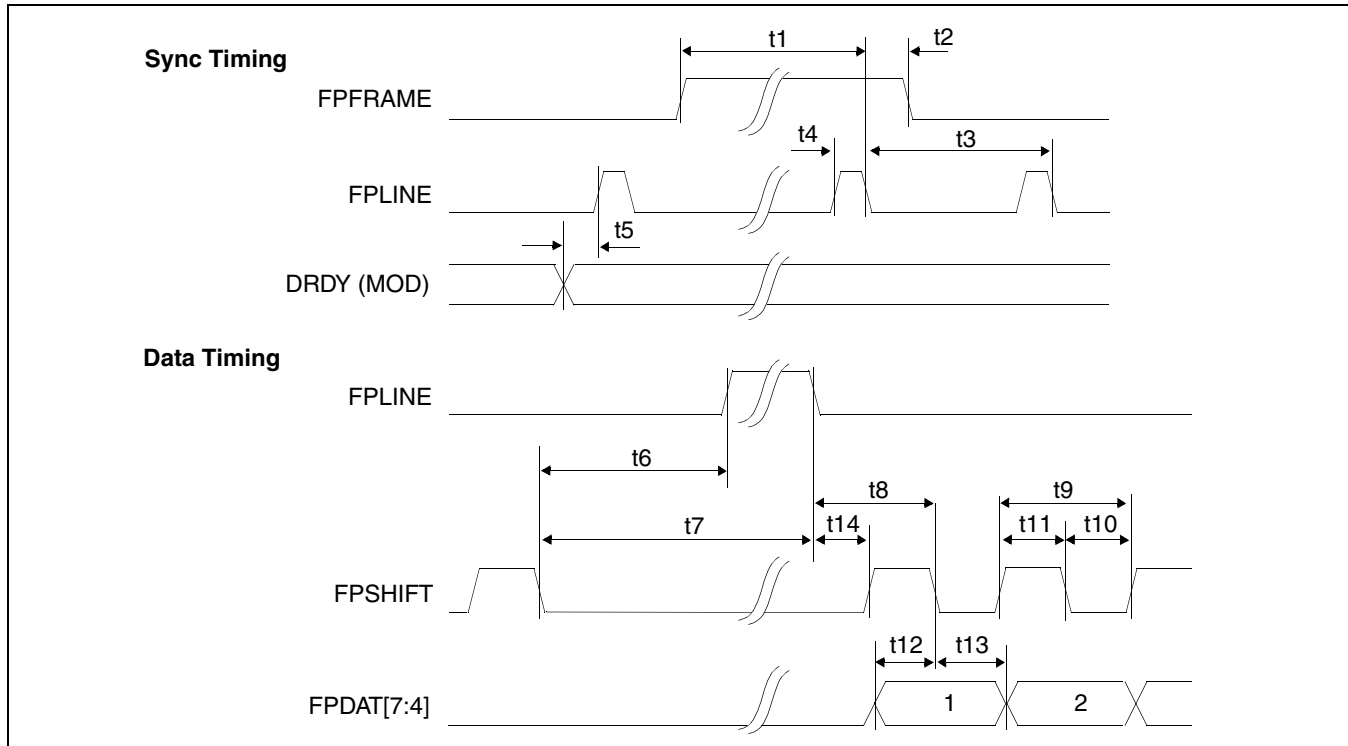 Sync Timing
t1
t2
FPFRAME
t4
t3
FPLINE
t5
DRDY (MOD)
Data Timing
FPLINE
t6
t8
t9
t7
t14
t11
t10
FPSHIFT
t12
t13
FPDAT[7:4]
1
2